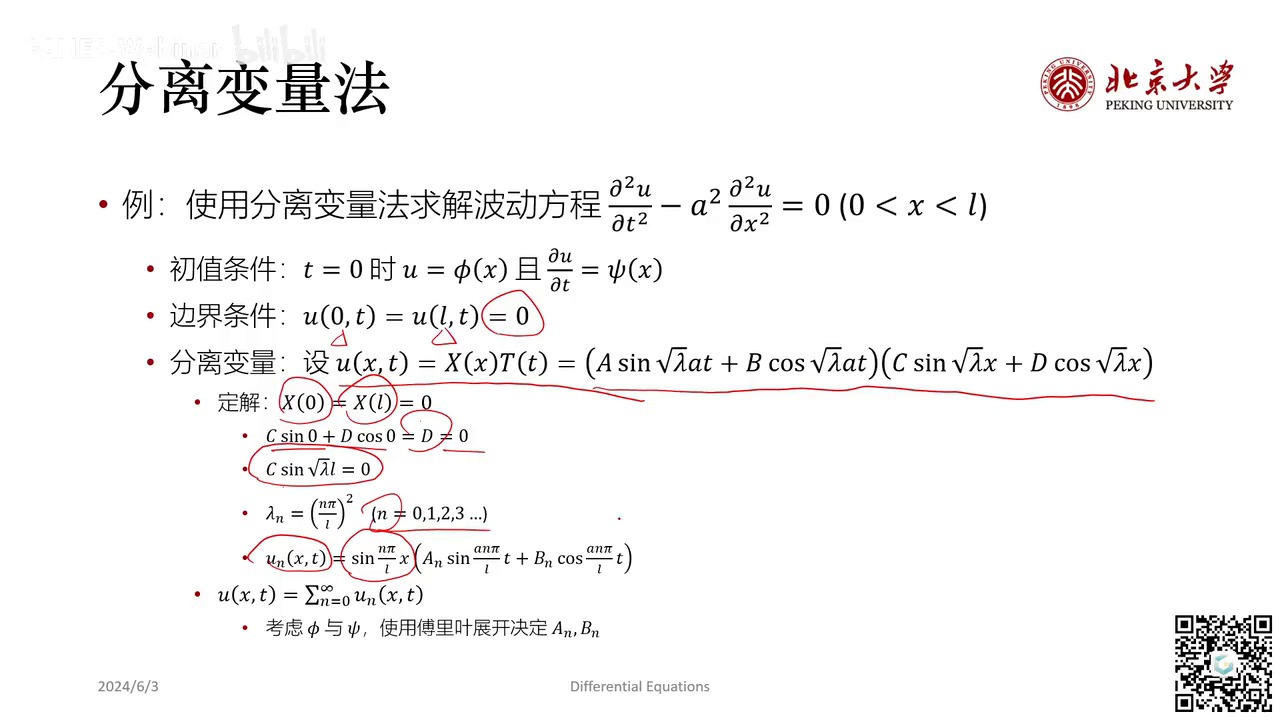 bilibili
分离变量法
北京大学
PEKING UNIVERSITY
• 例：使用分离变量法求解波动方程 ∂²u/∂t² − a² ∂²u/∂x² = 0 (0 < x < l)
• 初值条件：t = 0 时 u = ϕ(x) 且 ∂u/∂t = ψ(x)
• 边界条件：u(0, t) = u(l, t) = 0
• 分离变量：设 u(x, t) = X(x)T(t) = (A sin √λat + B cos √λat)(C sin √λx + D cos √λx)
• 定解：X(0) = X(l) = 0
• C sin 0 + D cos 0 = D = 0
• C sin √λl = 0
• λₙ = (nπ/l)² (n = 0,1,2,3 …)
• uₙ(x, t) = sin nπ/l x (Aₙ sin anπ/l t + Bₙ cos anπ/l t)
• u(x, t) = ∑ₙ₌₀^∞ uₙ(x, t)
• 考虑 ϕ 与 ψ，使用傅里叶展开决定 Aₙ, Bₙ
2024/6/3
Differential Equations